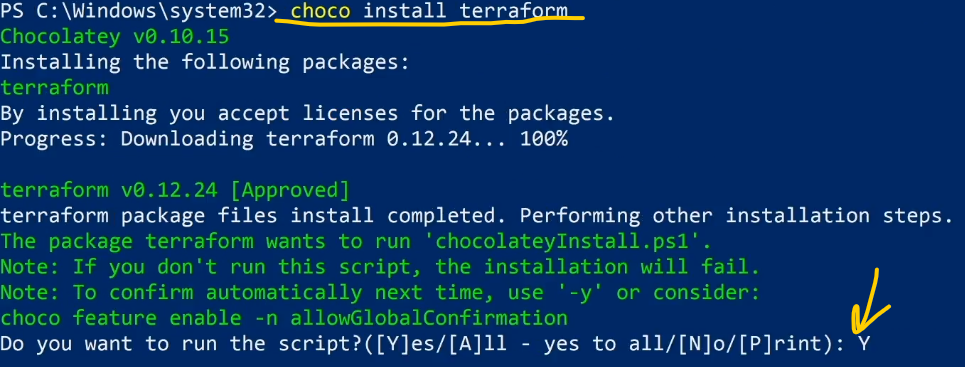 PS C:\Windows\system32> choco install terraform
Chocolatey v0.10.15
Installing the following packages:
terraform
By installing you accept licenses for the packages.
Progress: Downloading terraform 0.12.24... 100%
terraform v0.12.24 [Approved]
terraform package files install completed. Performing other installation steps.
The package terraform wants to run 'chocolateyInstall.ps1'.
Note: If you don't run this script, the installation will fail.
Note: To confirm automatically next time, use '-y' or consider:
choco feature enable -n allowGlobalConfirmation
Do you want to run the script?([Y]es/[A]ll - yes to all/[N]o/[P]rint): Y